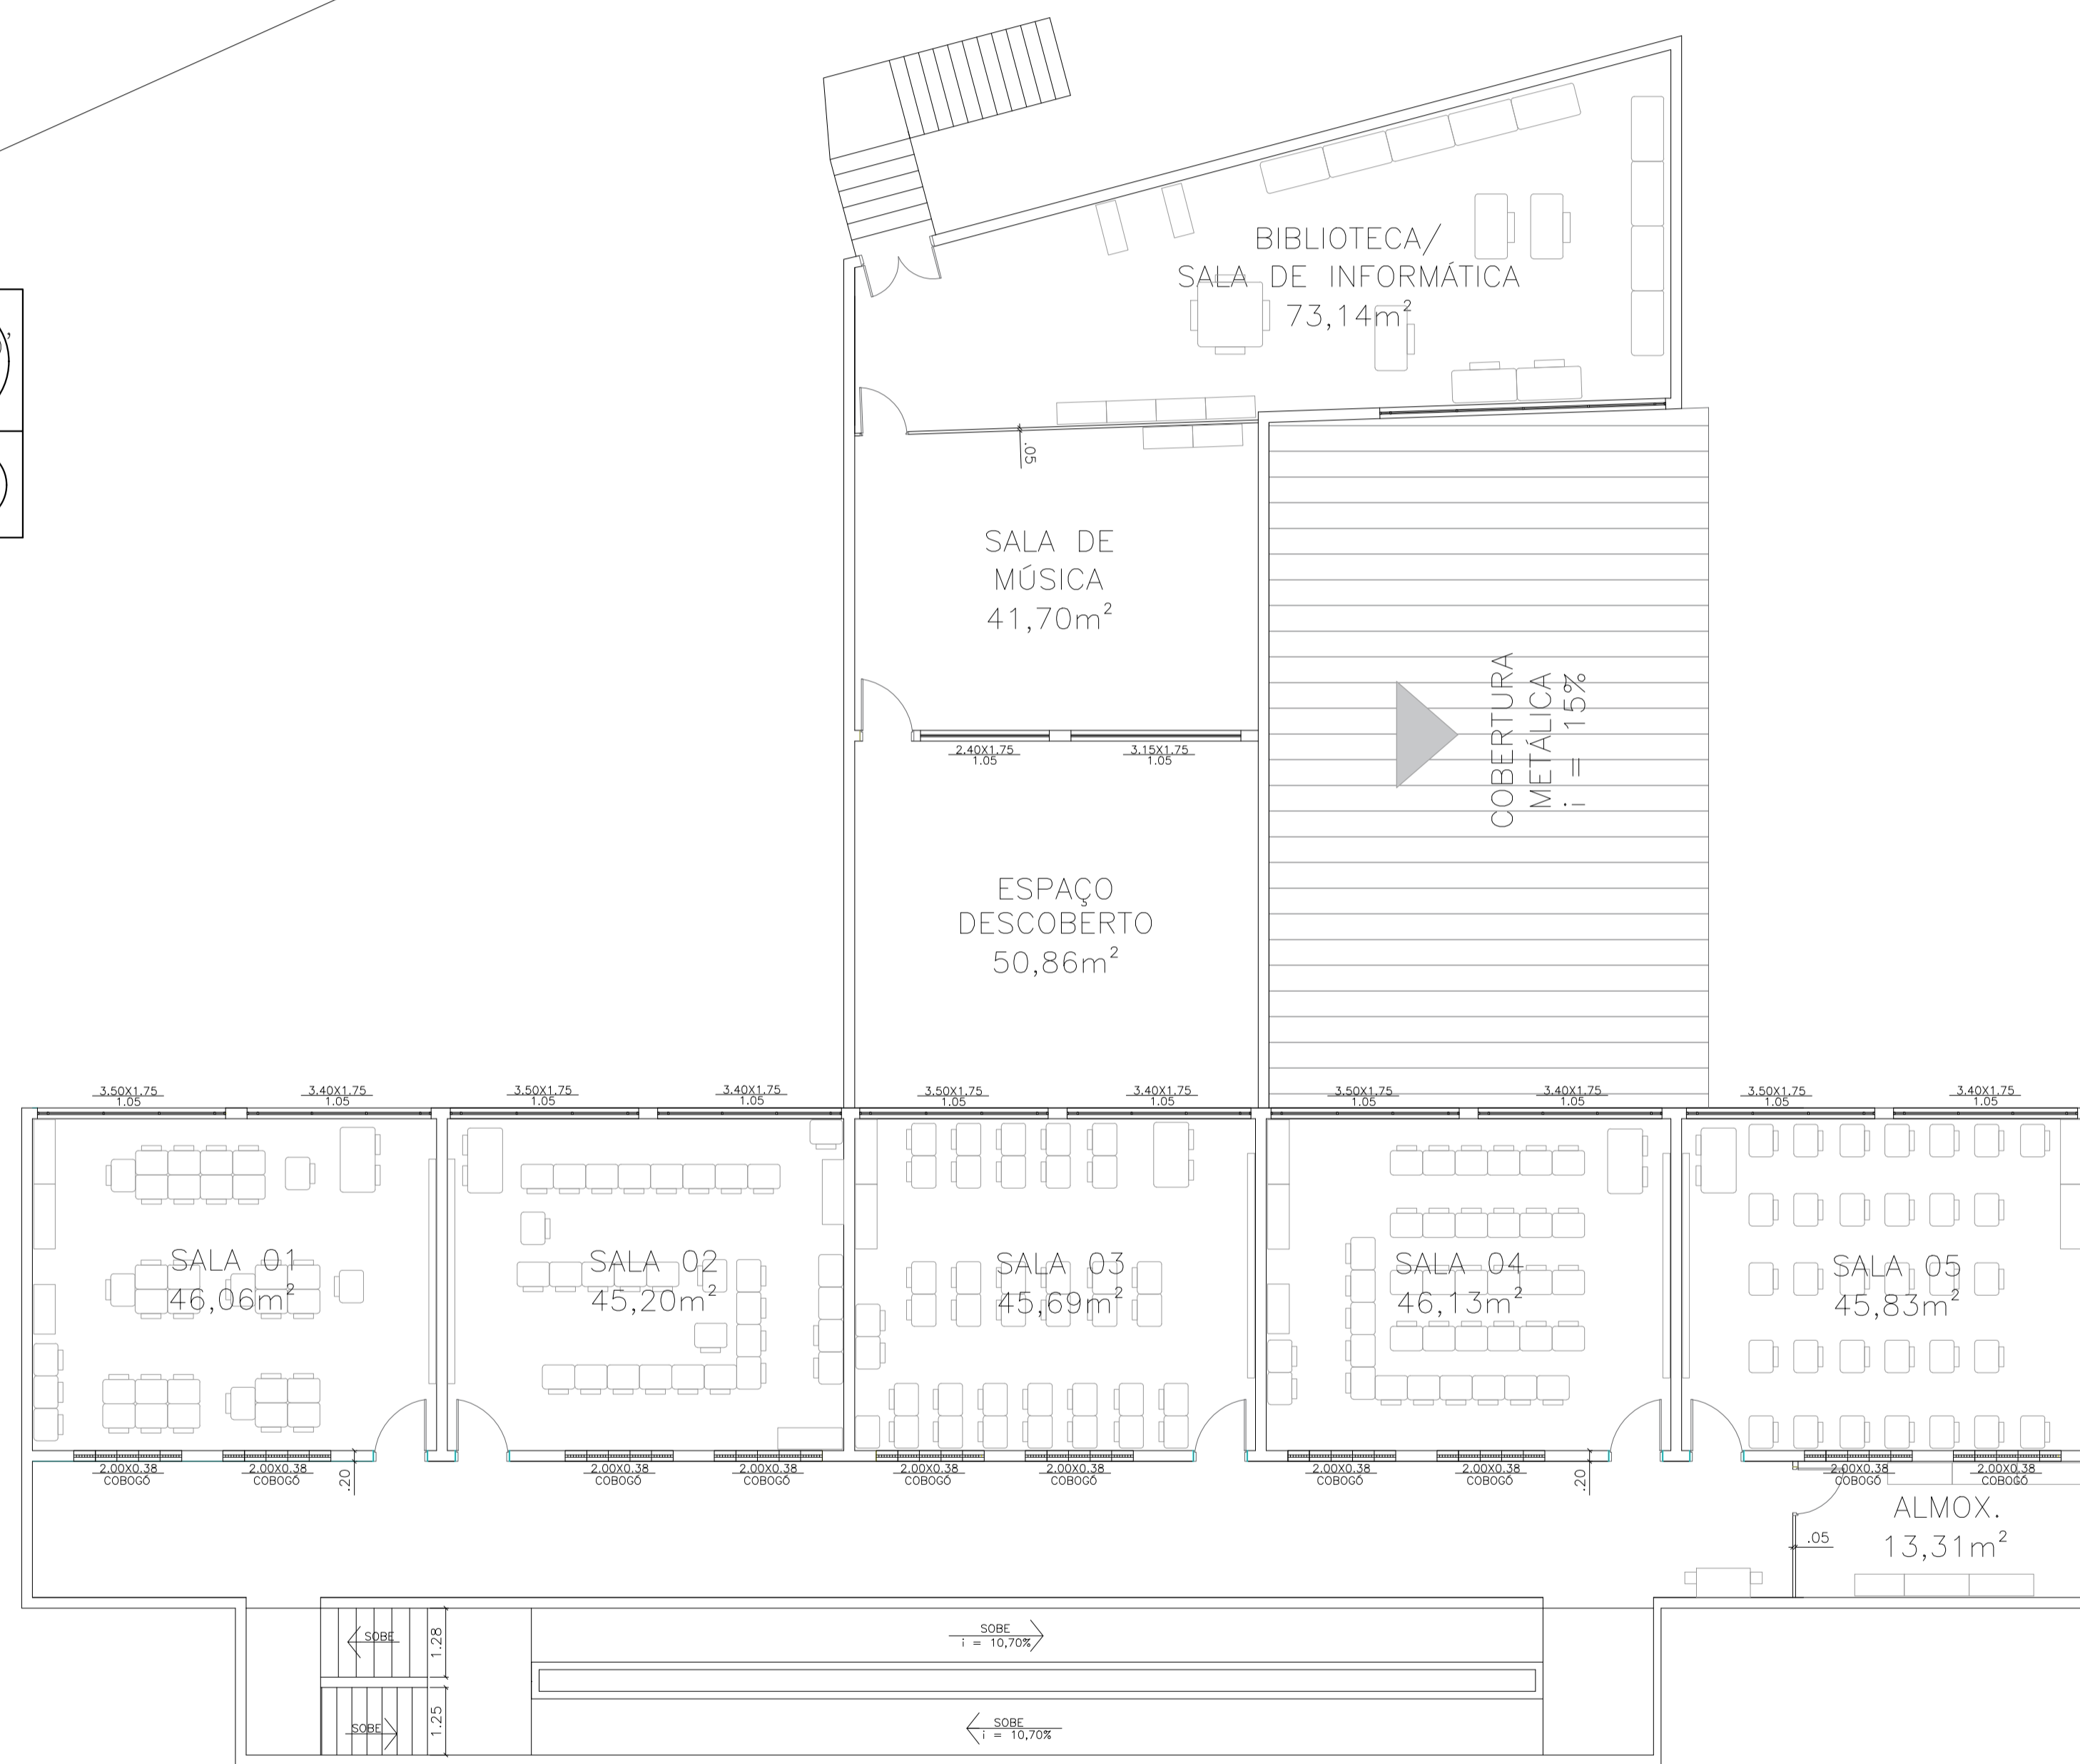 BIBLIOTECA/
SALA DE INFORMÁTICA
73,14m²
.05
SALA DE
MÚSICA
41,70m²
2.40X1.75
1.05
3.15X1.75
1.05
COBERTURA
METÁLICA
i = 15%
ESPAÇO
DESCOBERTO
50,86m²
3.50X1.75
1.05
3.40X1.75
1.05
3.50X1.75
1.05
3.40X1.75
1.05
3.50X1.75
1.05
3.40X1.75
1.05
3.50X1.75
1.05
3.40X1.75
1.05
3.50X1.75
1.05
3.40X1.75
1.05
SALA 01
46,06m²
SALA 02
45,20m²
SALA 03
45,69m²
SALA 04
46,13m²
SALA 05
45,83m²
2.00X0.38
COBOGÓ
2.00X0.38
COBOGÓ
.20
2.00X0.38
COBOGÓ
2.00X0.38
COBOGÓ
2.00X0.38
COBOGÓ
2.00X0.38
COBOGÓ
2.00X0.38
COBOGÓ
2.00X0.38
COBOGÓ
.20
2.00X0.38
COBOGÓ
2.00X0.38
COBOGÓ
ALMOX.
13,31m²
.05
SOBE
1.28
SOBE
i = 10,70%
SOBE
1.25
SOBE
i = 10,70%